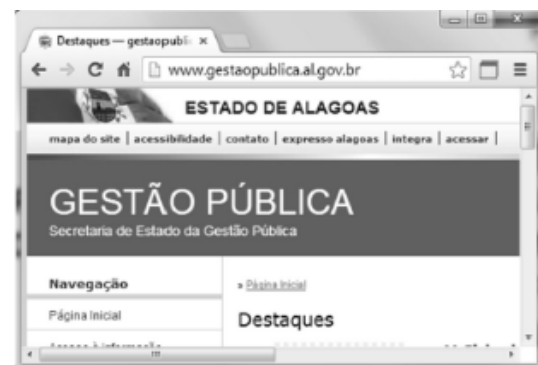 Destaques — gestaopubli
www.gestaopublica.al.gov.br
ESTADO DE ALAGOAS
mapa do site | acessibilidade | contato | expresso alagoas | integra | acessar |
GESTÃO PÚBLICA
Secretaria de Estado da Gestão Pública
Navegação
» Página Inicial
Página Inicial
Destaques